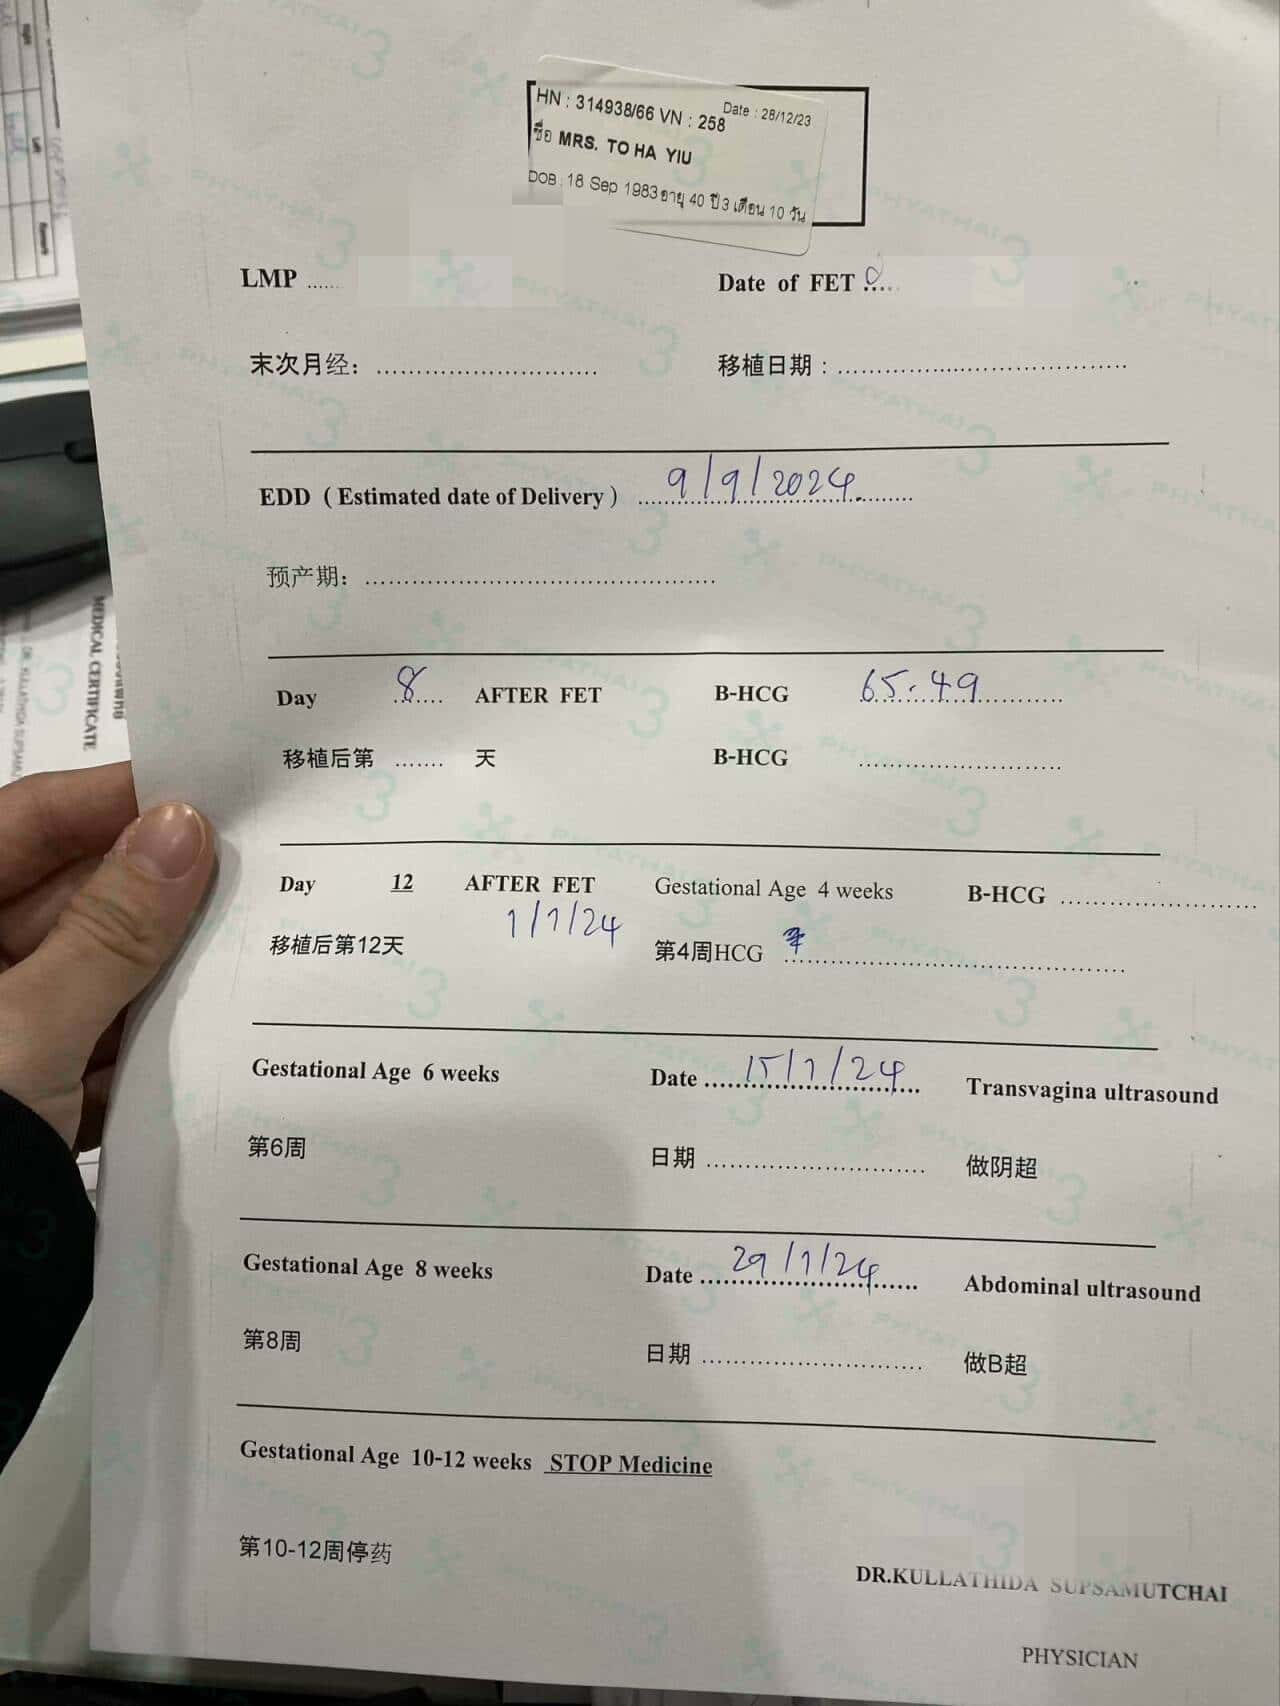 HN : 314938/66 VN : 258 Date : 28/12/23
ชื่อ MRS. TO HA YIU
DOB : 18 Sep 1983 อายุ 40 ปี 3 เดือน 10 วัน
LMP ...... Date of FET .....
末次月经： ............................ 移植日期 : ......................................
EDD ( Estimated date of Delivery ) 9/9/2024
预产期： .............................................
Day 8 AFTER FET B-HCG 65.49
移植后第 ....... 天 B-HCG ..........................
Day 12 AFTER FET Gestational Age 4 weeks B-HCG .........................
1/1/24
移植后第12天 第4周HCG ...........................................
Gestational Age 6 weeks Date 15/1/24 Transvagina ultrasound
第6周 日期 ............................ 做阴超
Gestational Age 8 weeks Date 29/1/24 Abdominal ultrasound
第8周 日期 ............................ 做B超
Gestational Age 10-12 weeks STOP Medicine
第10-12周停药
DR.KULLATHIDA SUPSAMUTCHAI
PHYSICIAN
MEDICAL CERTIFICATE
PHYATHAI 3